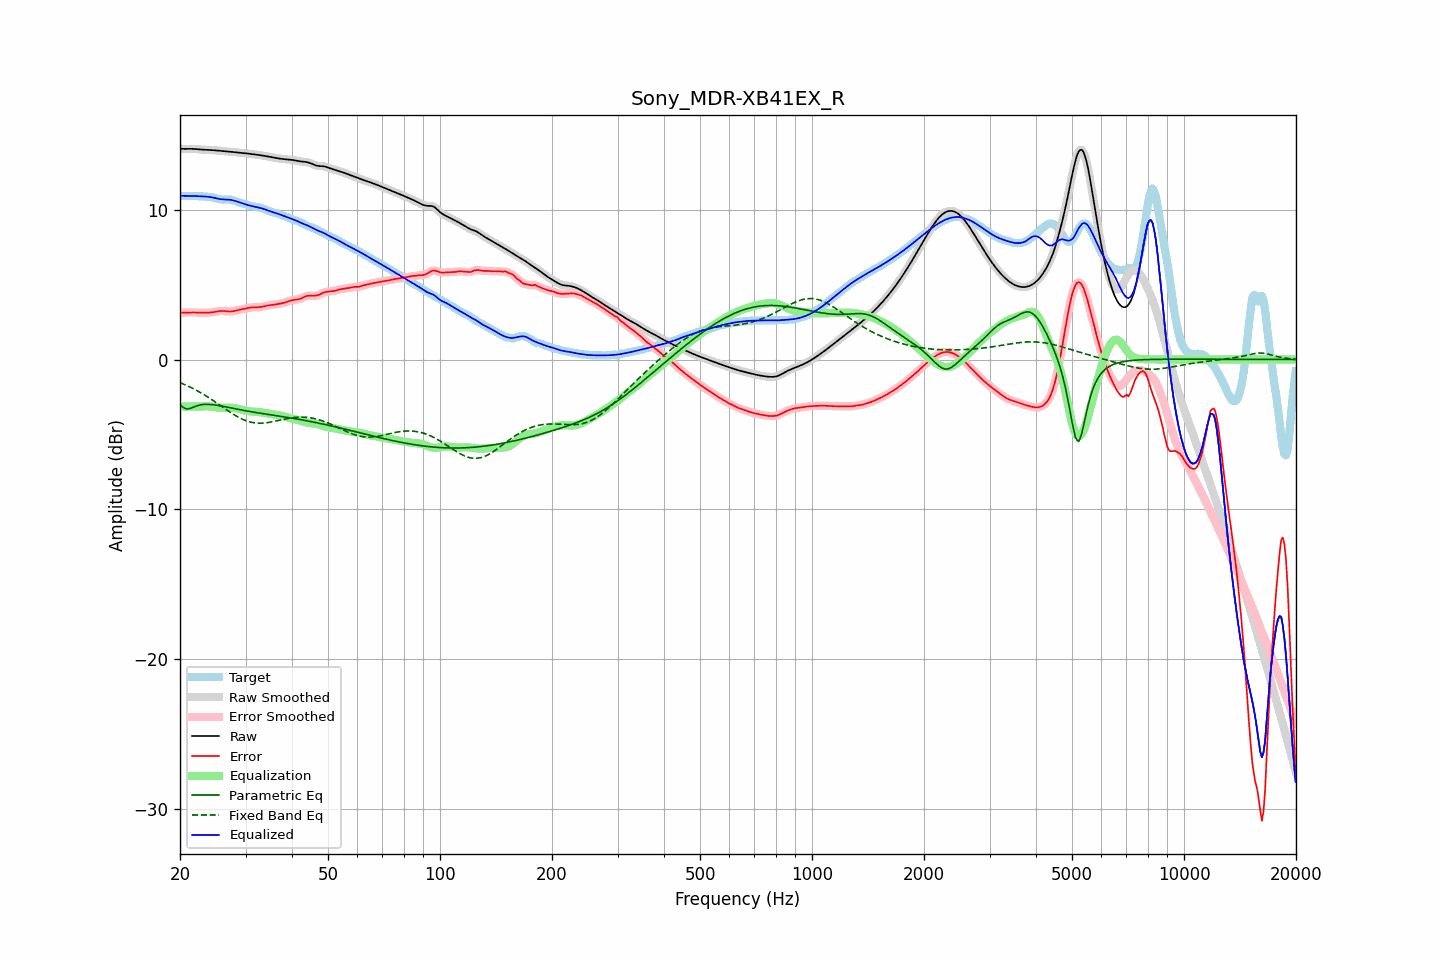 Sony_MDR-XB41EX_R
Amplitude (dBr)
10
0
−10
−20
−30
Target
Raw Smoothed
Error Smoothed
Raw
Error
Equalization
Parametric Eq
Fixed Band Eq
Equalized
20 50 100 200 500 1000 2000 5000 10000 20000
Frequency (Hz)